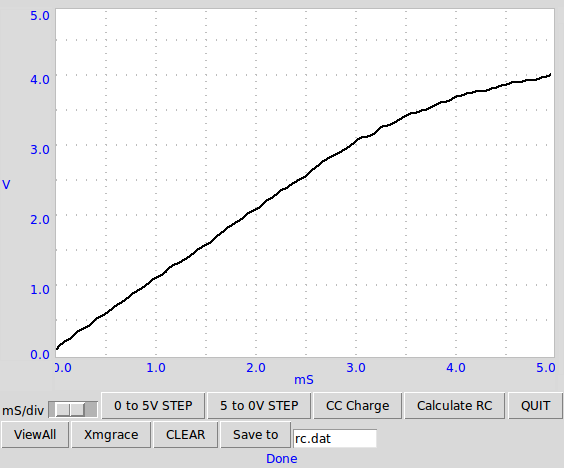 5.0
4.0
3.0
V
2.0
1.0
0.0
0.0 1.0 2.0 3.0 4.0 5.0
mS
mS/div 0 to 5V STEP 5 to 0V STEP CC Charge Calculate RC QUIT
ViewAll Xmgrace CLEAR Save to rc.dat
Done